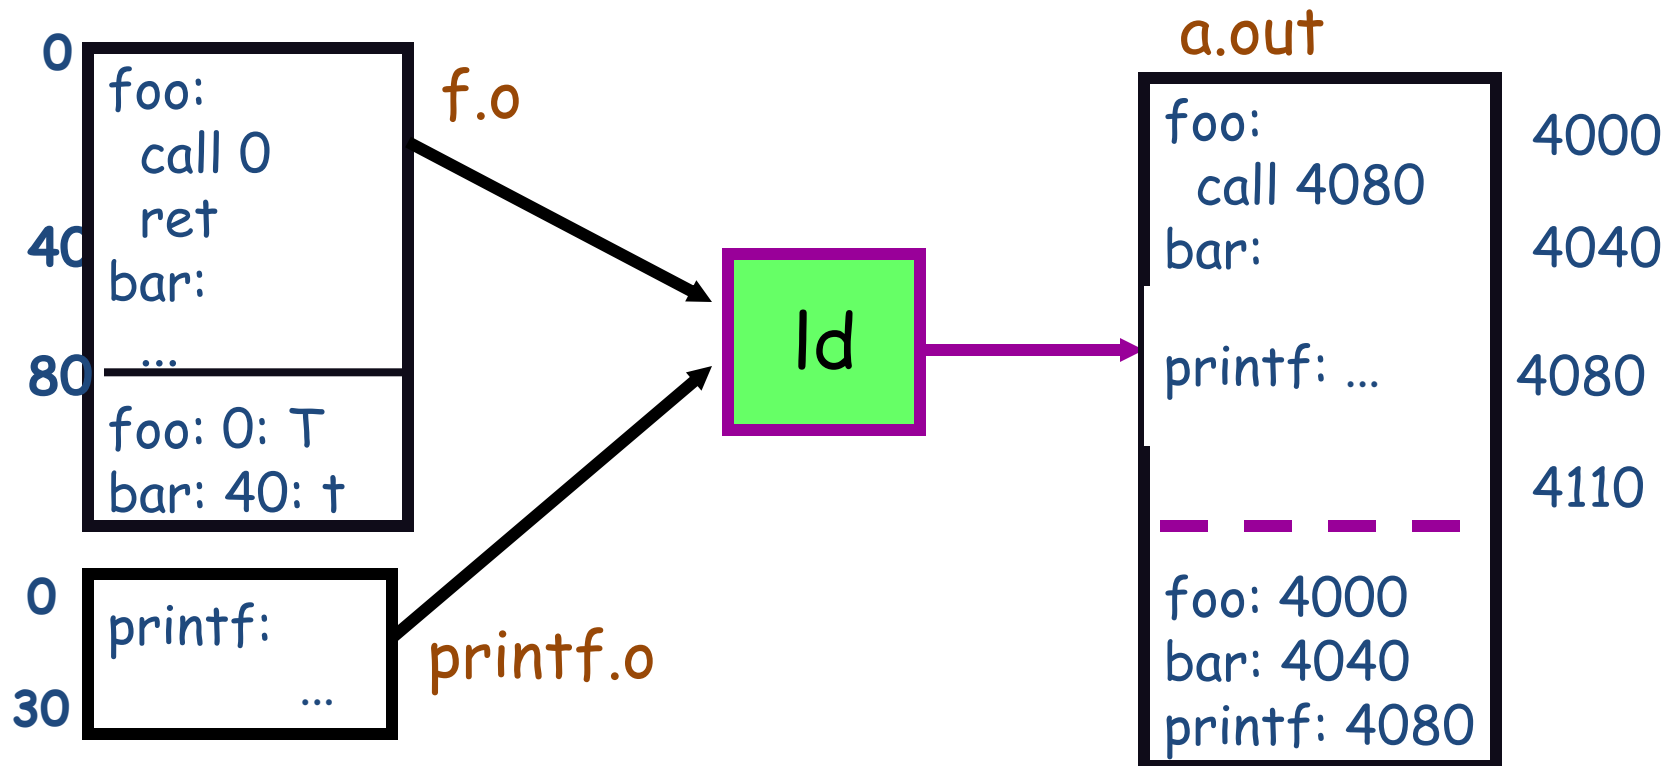 0
foo:
call 0
ret
40
bar:
...
80
foo: 0: T
bar: 40: t
f.o
0
printf:
...
30
printf.o
ld
a.out
foo:
4000
call 4080
bar:
4040
printf: ...
4080
4110
foo: 4000
bar: 4040
printf: 4080